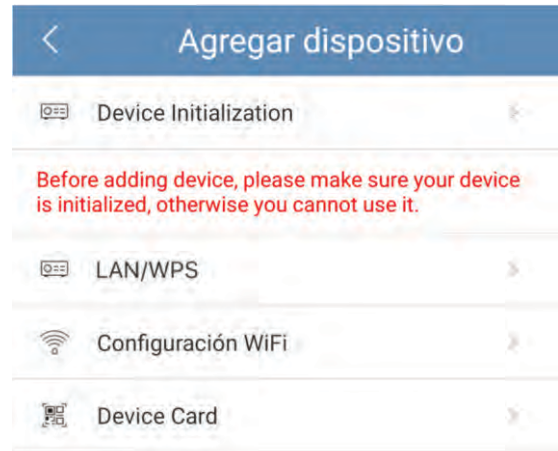 Agregar dispositivo
Device Initialization
Before adding device, please make sure your device
is initialized, otherwise you cannot use it.
LAN/WPS
Configuración WiFi
Device Card